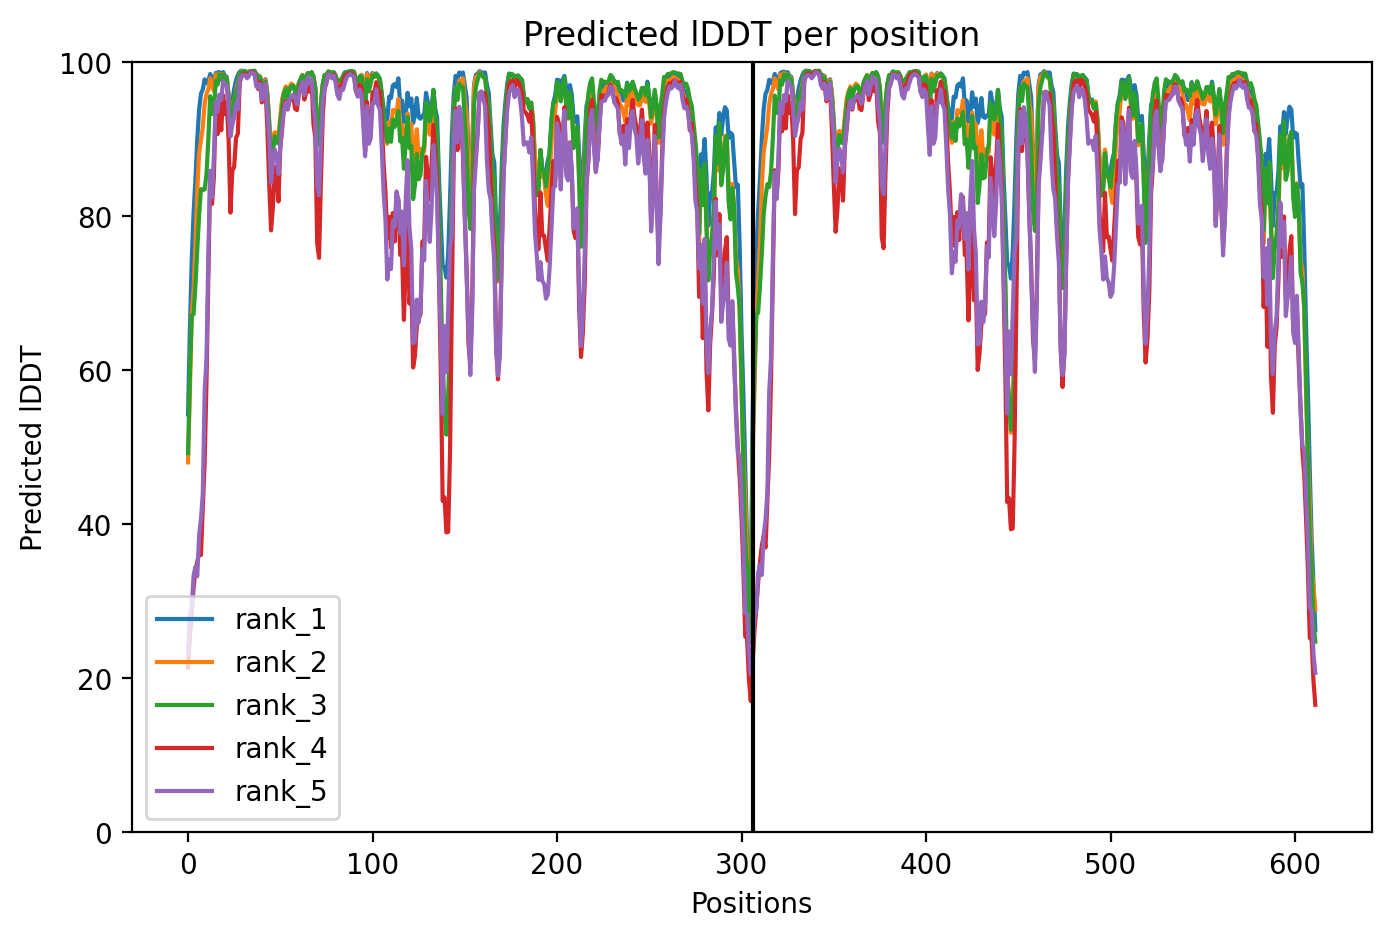 Predicted lDDT per position
100
80
60
40
20
0
Predicted lDDT
rank_1
rank_2
rank_3
rank_4
rank_5
0 100 200 300 400 500 600
Positions